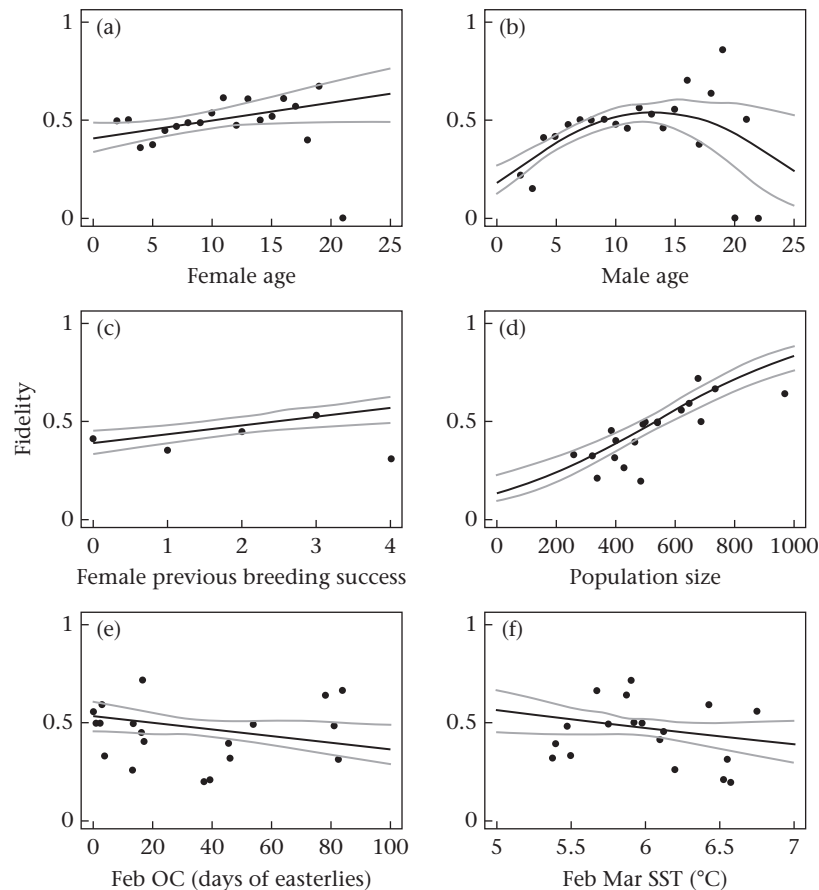 1
(a)
0.5
0
0 5 10 15 20 25
Female age
1
(b)
0.5
0
0 5 10 15 20 25
Male age
Fidelity
1
(c)
0.5
0
0 1 2 3 4
Female previous breeding success
1
(d)
0.5
0
0 200 400 600 800 1000
Population size
1
(e)
0.5
0
0 20 40 60 80 100
Feb OC (days of easterlies)
1
(f)
0.5
0
5 5.5 6 6.5 7
Feb Mar SST (°C)